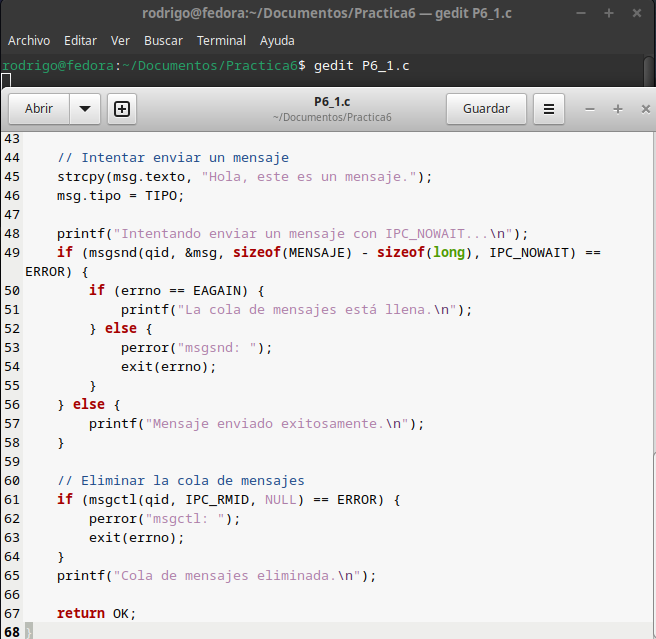 rodrigo@fedora:~/Documentos/Practica6 — gedit P6_1.c
Archivo Editar Ver Buscar Terminal Ayuda
rodrigo@fedora:~/Documentos/Practica6$ gedit P6_1.c
Abrir
P6_1.c
~/Documentos/Practica6
Guardar
43
44     // Intentar enviar un mensaje
45     strcpy(msg.texto, "Hola, este es un mensaje.");
46     msg.tipo = TIPO;
47
48     printf("Intentando enviar un mensaje con IPC_NOWAIT...\n");
49     if (msgsnd(qid, &msg, sizeof(MENSAJE) - sizeof(long), IPC_NOWAIT) ==
ERROR) {
50         if (errno == EAGAIN) {
51             printf("La cola de mensajes está llena.\n");
52         } else {
53             perror("msgsnd: ");
54             exit(errno);
55         }
56     } else {
57         printf("Mensaje enviado exitosamente.\n");
58     }
59
60     // Eliminar la cola de mensajes
61     if (msgctl(qid, IPC_RMID, NULL) == ERROR) {
62         perror("msgctl: ");
63         exit(errno);
64     }
65     printf("Cola de mensajes eliminada.\n");
66
67     return OK;
68 }